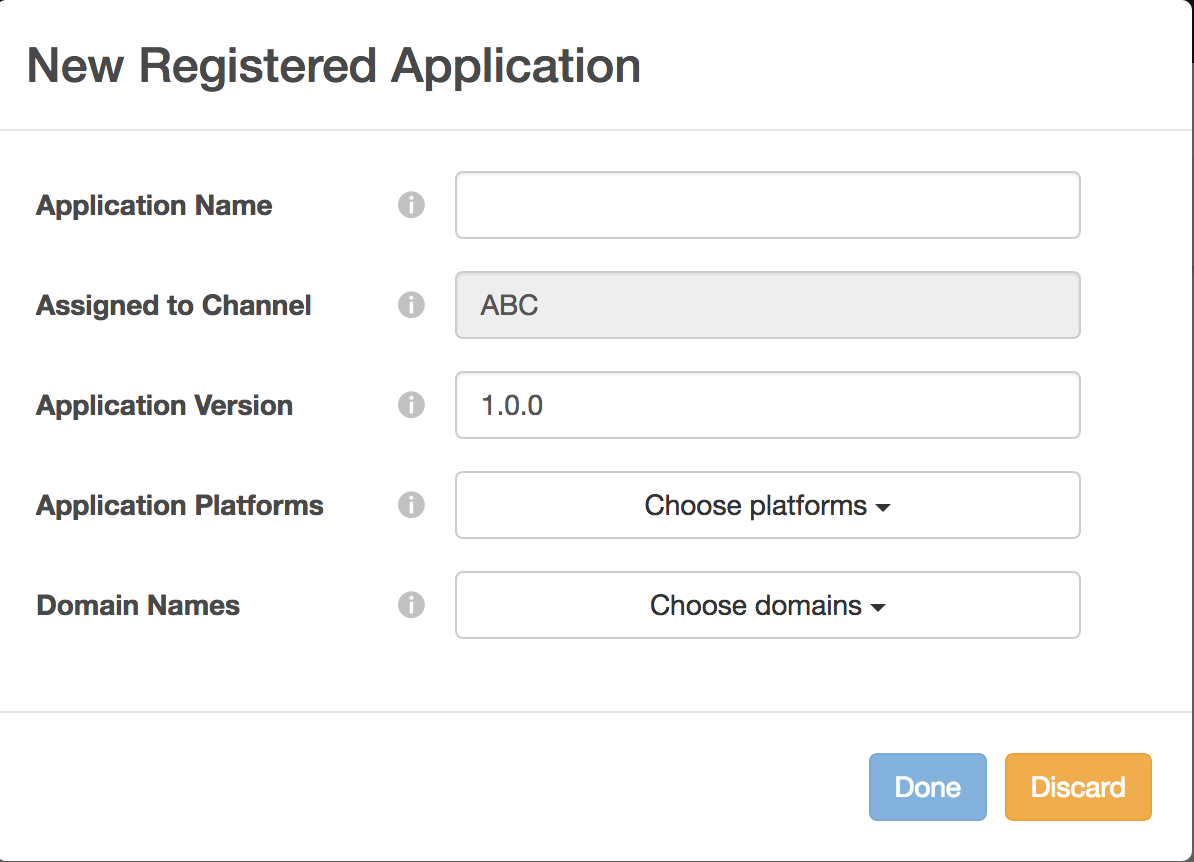 New Registered Application
Application Name
Assigned to Channel ABC
Application Version 1.0.0
Application Platforms Choose platforms
Domain Names Choose domains
Done Discard